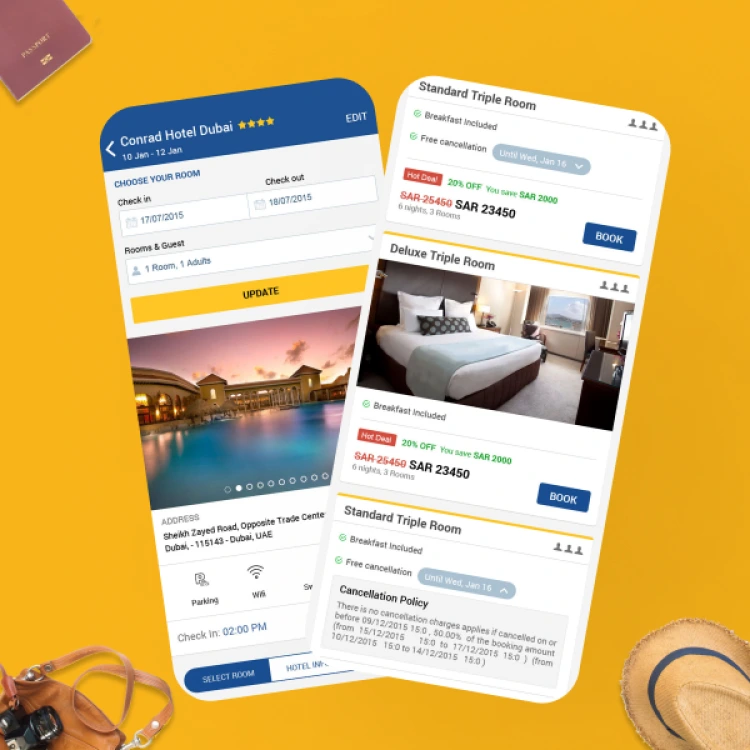 PASSPORT
Conrad Hotel Dubai
10 Jan - 12 Jan
EDIT
CHOOSE YOUR ROOM
Check in
Check out
17/07/2015
18/07/2015
Rooms & Guest
1 Room, 1 Adults
UPDATE
ADDRESS
Sheikh Zayed Road, Opposite Trade Center
Dubai, - 115143 - Dubai, UAE
Parking
Wifi
Check In: 02:00 PM
SELECT ROOM
Standard Triple Room
Breakfast Included
Free cancellation
Until Wed, Jan 16
Hot Deal
20% OFF You save SAR 2000
SAR 25450 SAR 23450
6 nights, 3 Rooms
BOOK
Deluxe Triple Room
Breakfast Included
Hot Deal
20% OFF You save SAR 2000
SAR 25450 SAR 23450
6 nights, 3 Rooms
BOOK
Standard Triple Room
Breakfast Included
Free cancellation
Until Wed, Jan 16
Cancellation Policy
There is no cancellation charges applies if cancelled on or
before 09/12/2015 15:0 , 50.00% of the booking amount
(from 15/12/2015 15:0 to 17/12/2015 15:0 ) (from
10/12/2015 15:0 to 14/12/2015 15:0 )